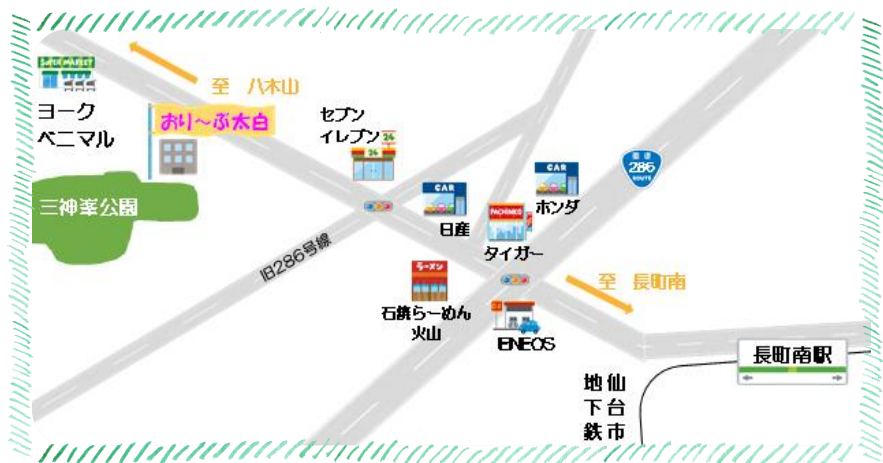 至 八木山
SUPER MARKET
ヨーク
ベニマル
おり～ぶ太白
セブン
イレブン
24
24
三神峯公園
CAR
日産
CAR
ホンダ
国道
286
ROUTE
PACHINKO
タイガー
旧286号線
ラーメン
石焼らーめん
火山
至 長町南
ENEOS
長町南駅
仙台市
地下鉄